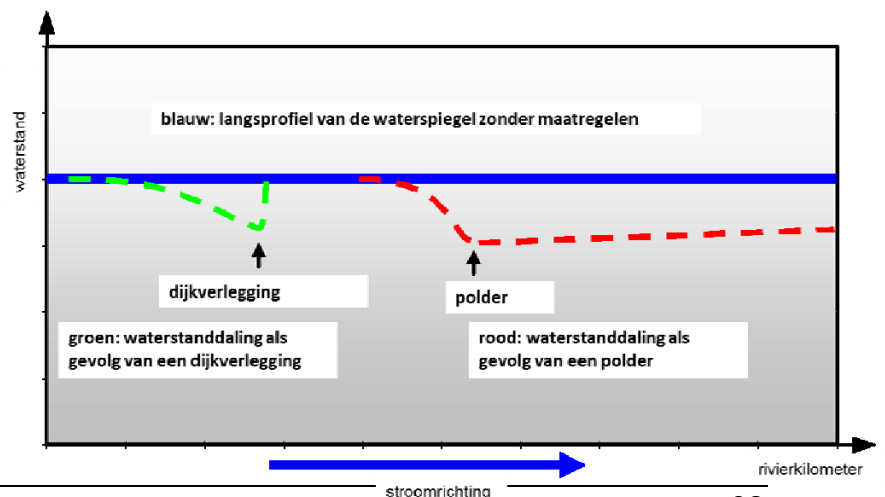 waterstand
blauw: langsprofiel van de waterspiegel zonder maatregelen
dijkverlegging
polder
groen: waterstanddaling als
gevolg van een dijkverlegging
rood: waterstanddaling als
gevolg van een polder
rivierkilometer
stroomrichting